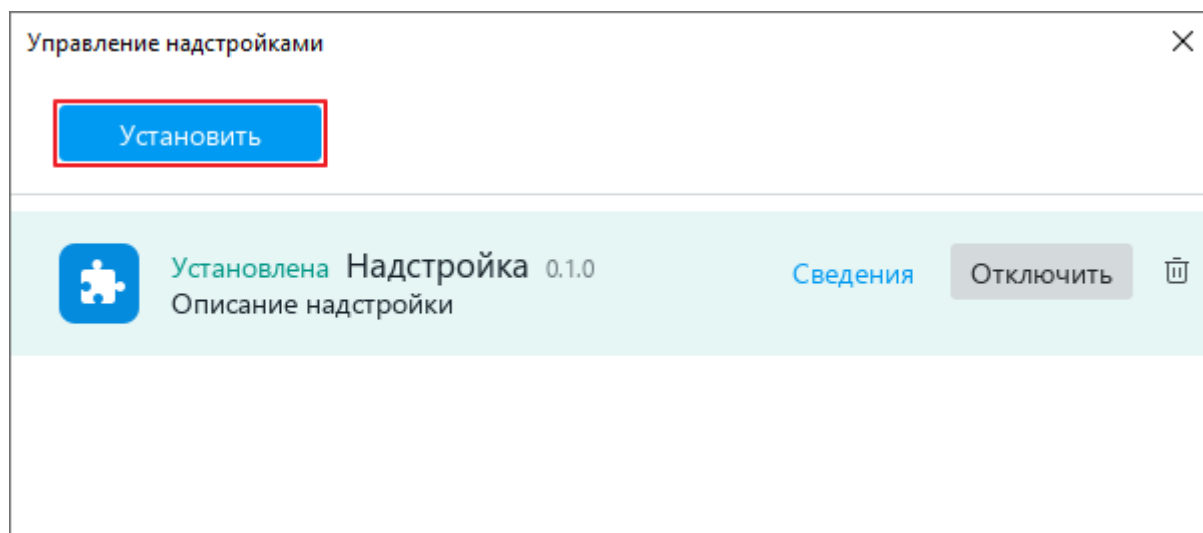 Управление надстройками
Установить
Установлена Надстройка 0.1.0 Сведения Отключить
Описание надстройки